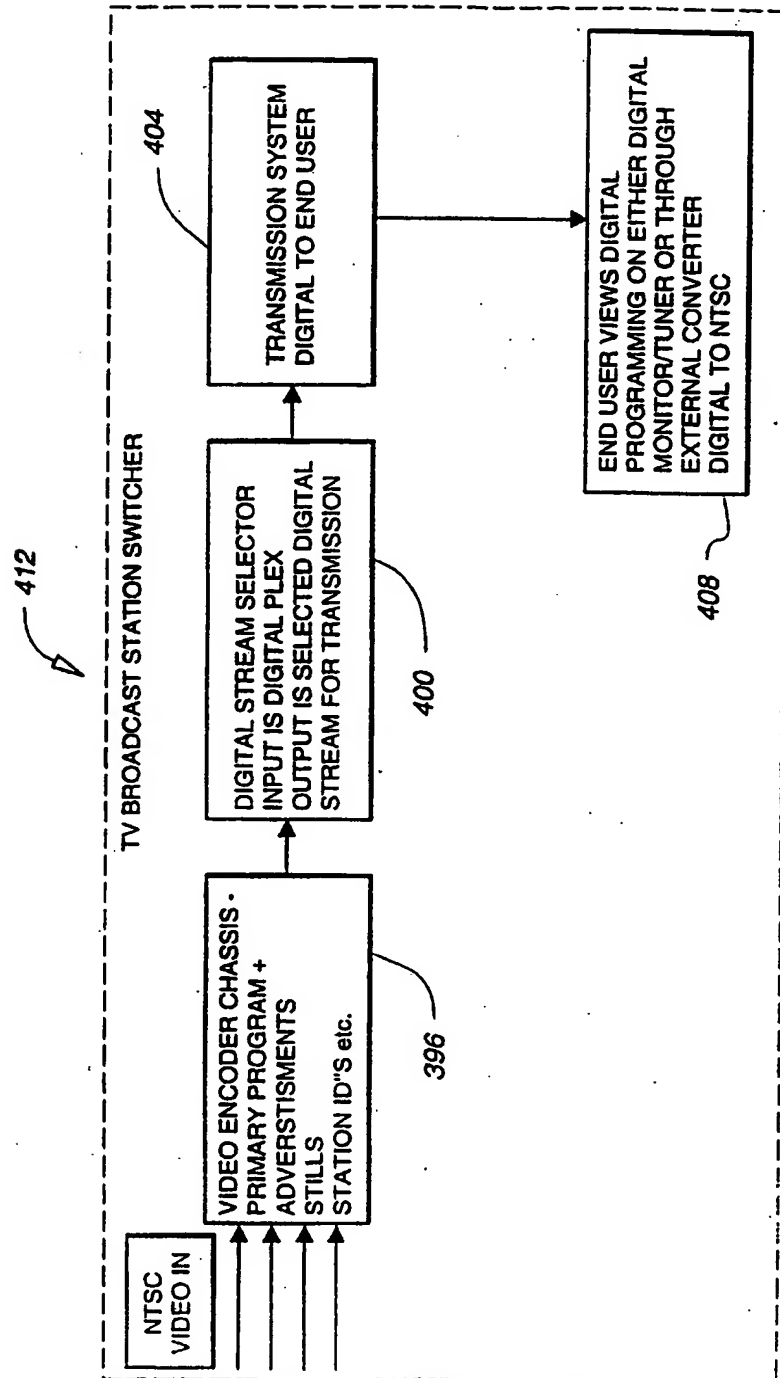 412
TV BROADCAST STATION SWITCHER
NTSC
VIDEO IN
VIDEO ENCODER CHASSIS -
PRIMARY PROGRAM +
ADVERSTISMENTS
STILLS
STATION ID"S etc.
396
DIGITAL STREAM SELECTOR
INPUT IS DIGITAL PLEX
OUTPUT IS SELECTED DIGITAL
STREAM FOR TRANSMISSION
400
TRANSMISSION SYSTEM
DIGITAL TO END USER
404
END USER VIEWS DIGITAL
PROGRAMMING ON EITHER DIGITAL
MONITOR/TUNER OR THROUGH
EXTERNAL CONVERTER
DIGITAL TO NTSC
408